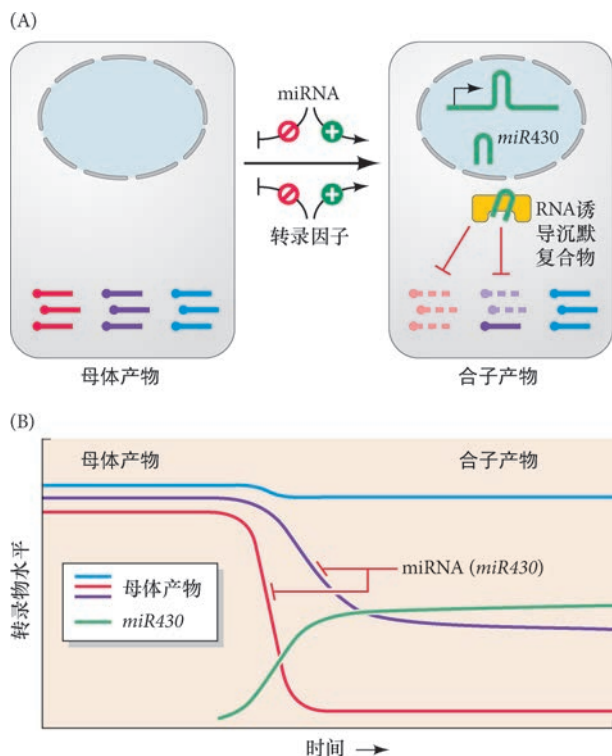 (A)
miRNA
转录因子
miR430
RNA诱
导沉默
复合物
母体产物
合子产物
(B)
母体产物
合子产物
转录物水平
miRNA (miR430)
母体产物
miR430
时间